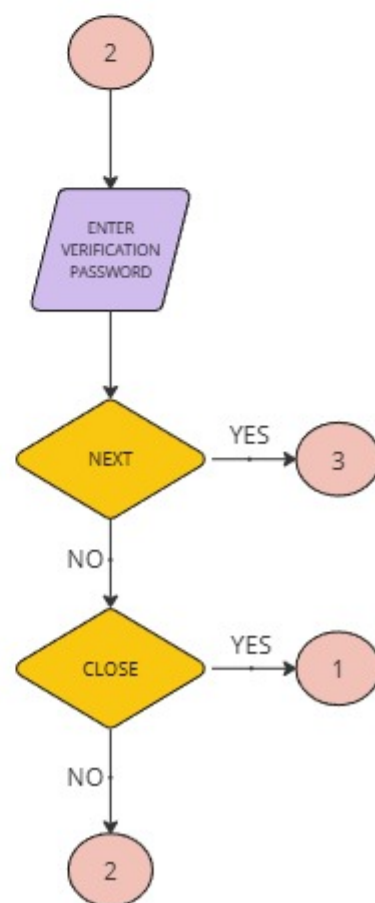 2
ENTER
VERIFICATION
PASSWORD
NEXT
YES
3
NO
CLOSE
YES
1
NO
2